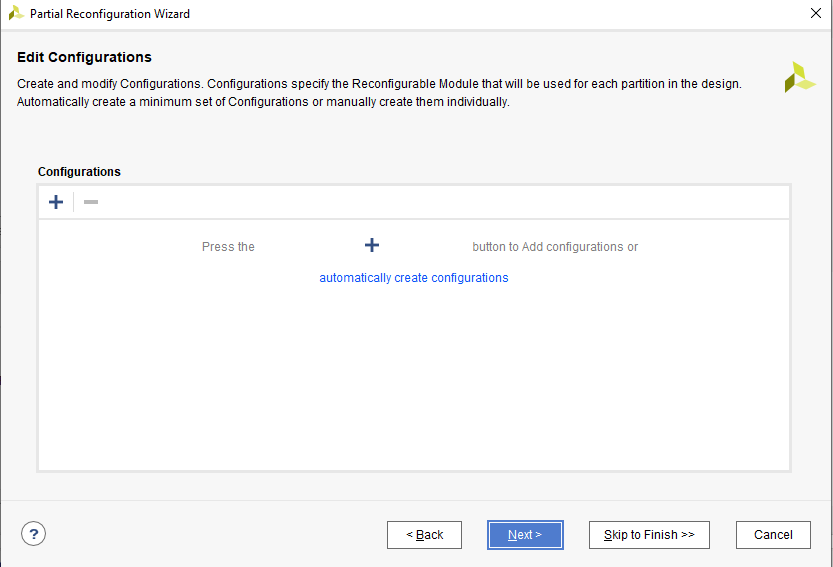 Partial Reconfiguration Wizard
Edit Configurations
Create and modify Configurations. Configurations specify the Reconfigurable Module that will be used for each partition in the design.
Automatically create a minimum set of Configurations or manually create them individually.
Configurations
Press the + button to Add configurations or
automatically create configurations
? < Back Next > Skip to Finish >> Cancel